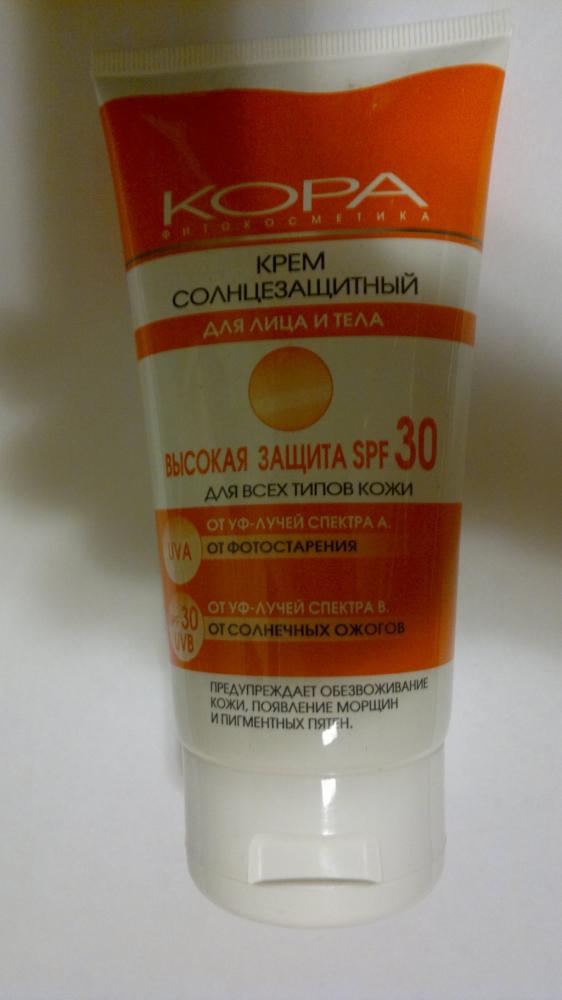 КОРА
ФИТОКОСМЕТИКА
КРЕМ
СОЛНЦЕЗАЩИТНЫЙ
ДЛЯ ЛИЦА И ТЕЛА
ВЫСОКАЯ ЗАЩИТА SPF 30
ДЛЯ ВСЕХ ТИПОВ КОЖИ
ОТ УФ-ЛУЧЕЙ СПЕКТРА А.
UVA ОТ ФОТОСТАРЕНИЯ
ОТ УФ-ЛУЧЕЙ СПЕКТРА В.
SPF 30
UVB
ОТ СОЛНЕЧНЫХ ОЖОГОВ
ПРЕДУПРЕЖДАЕТ ОБЕЗВОЖИВАНИЕ
КОЖИ, ПОЯВЛЕНИЕ МОРЩИН
И ПИГМЕНТНЫХ ПЯТЕН.